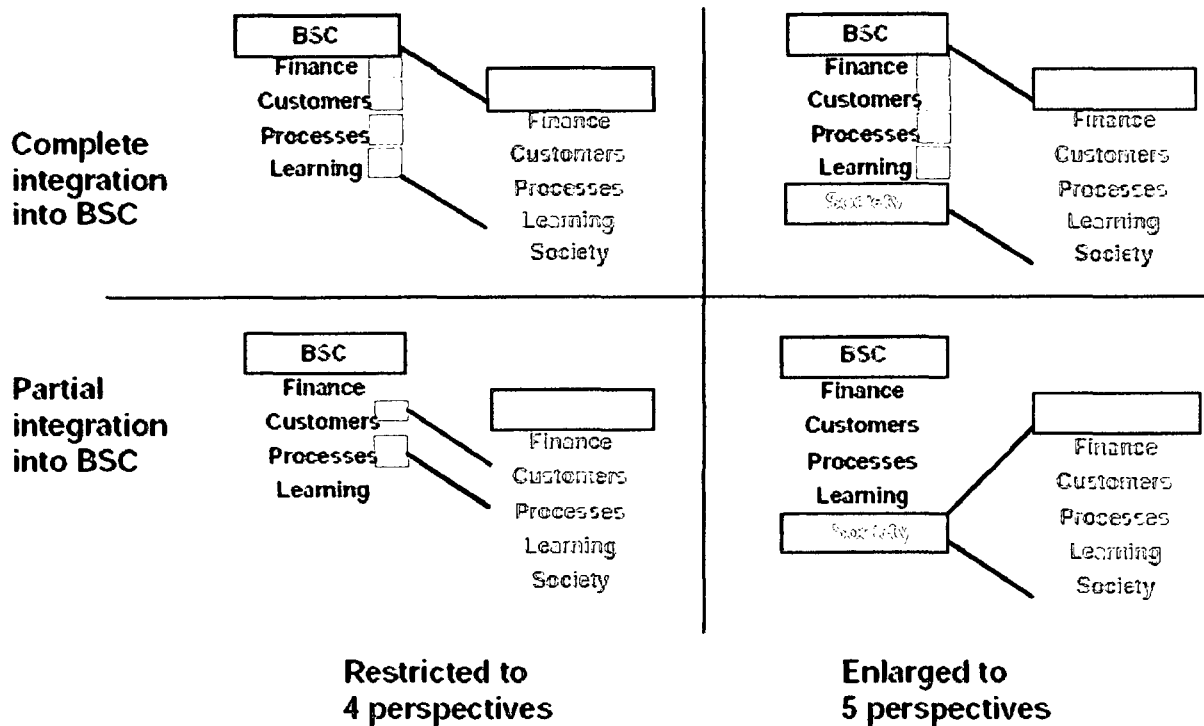 BSC
Finance
Customers
Processes
Learning
Finance
Customers
Processes
Learning
Society
Complete
integration
into BSC
BSC
Finance
Customers
Processes
Learning
Finance
Customers
Processes
Learning
Society
BSC
Finance
Customers
Processes
Learning
Finance
Customers
Processes
Learning
Society
Partial
integration
into BSC
BSC
Finance
Customers
Processes
Learning
Finance
Customers
Processes
Learning
Society
Restricted to
4 perspectives
Enlarged to
5 perspectives